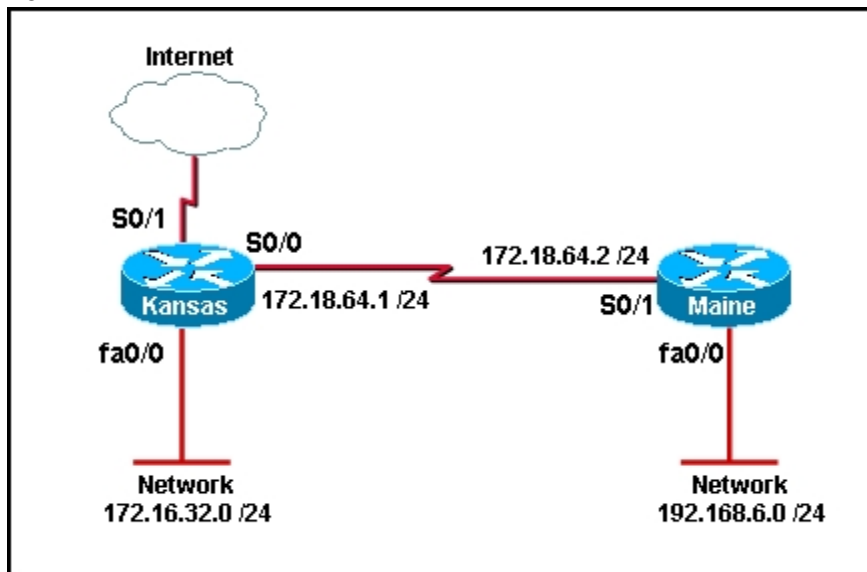 Internet
S0/1
S0/0
172.18.64.2 /24
Kansas
172.18.64.1 /24
S0/1
Maine
fa0/0
fa0/0
Network
172.16.32.0 /24
Network
192.168.6.0 /24